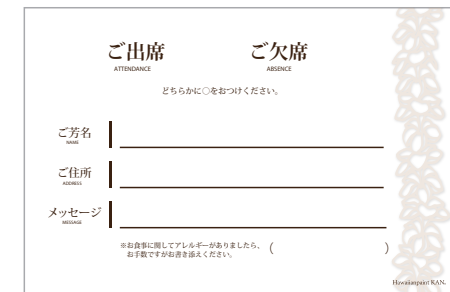 ご出席 ご欠席
ATTENDANCE ABSENCE
どちらかに○をおつけください。
ご芳名
NAME
ご住所
ADDRESS
メッセージ
MESSAGE
※お食事に関してアレルギーがありましたら、 ( )
お手数ですがお書き添えください。
Hawaiianpaint RAN.